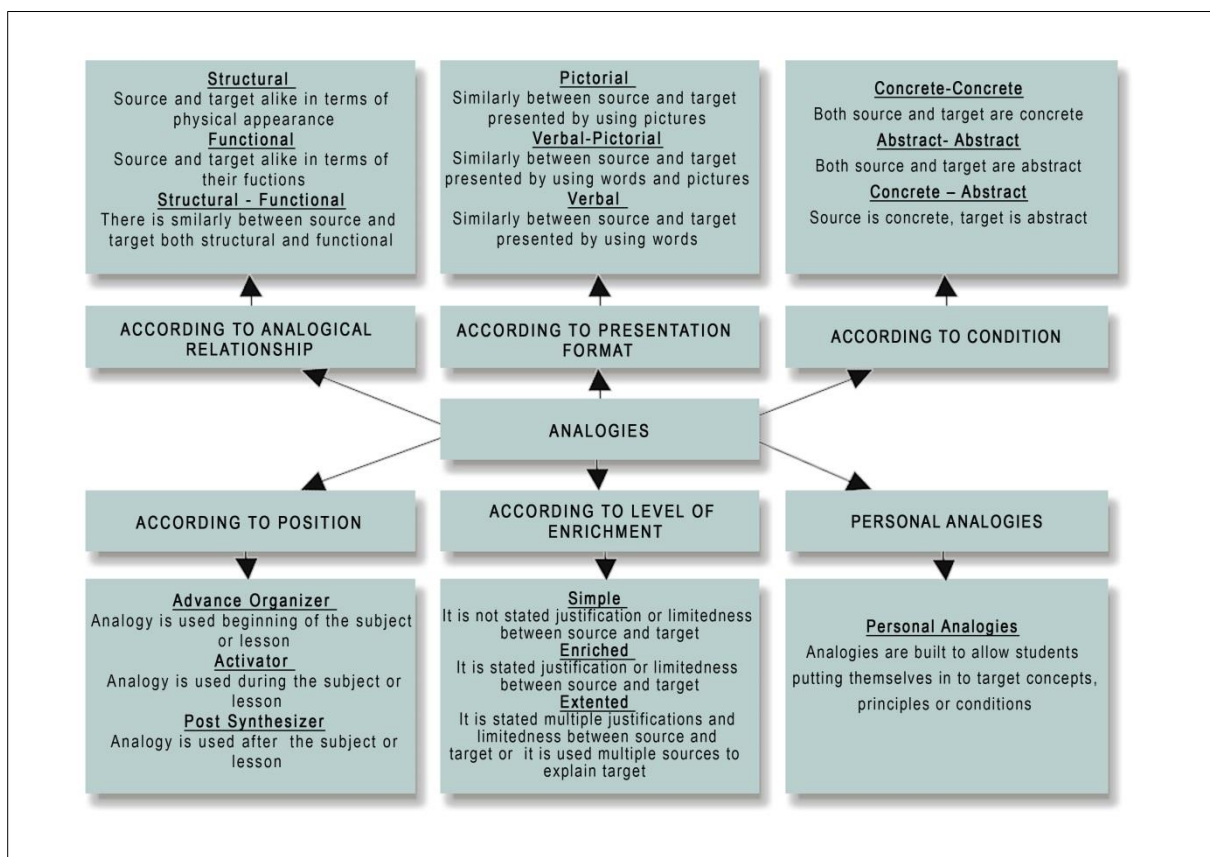 Structural
Source and target alike in terms of
physical appearance
Functional
Source and target alike in terms of
their fuctions
Structural - Functional
There is smilarly between source and
target both structural and functional
Pictorial
Similarly between source and target
presented by using pictures
Verbal-Pictorial
Similarly between source and target
presented by using words and pictures
Verbal
Similarly between source and target
presented by using words
Concrete-Concrete
Both source and target are concrete
Abstract- Abstract
Both source and target are abstract
Concrete – Abstract
Source is concrete, target is abstract
ACCORDING TO ANALOGICAL
RELATIONSHIP
ACCORDING TO PRESENTATION
FORMAT
ACCORDING TO CONDITION
ANALOGIES
ACCORDING TO POSITION
ACCORDING TO LEVEL OF
ENRICHMENT
PERSONAL ANALOGIES
Advance Organizer
Analogy is used beginning of the subject
or lesson
Activator
Analogy is used during the subject or
lesson
Post Synthesizer
Analogy is used after the subject or
lesson
Simple
It is not stated justification or limitedness
between source and target
Enriched
It is stated justification or limitedness
between source and target
Extented
It is stated multiple justifications and
limitedness between source and
target or it is used multiple sources to
explain target
Personal Analogies
Analogies are built to allow students
putting themselves in to target concepts,
principles or conditions